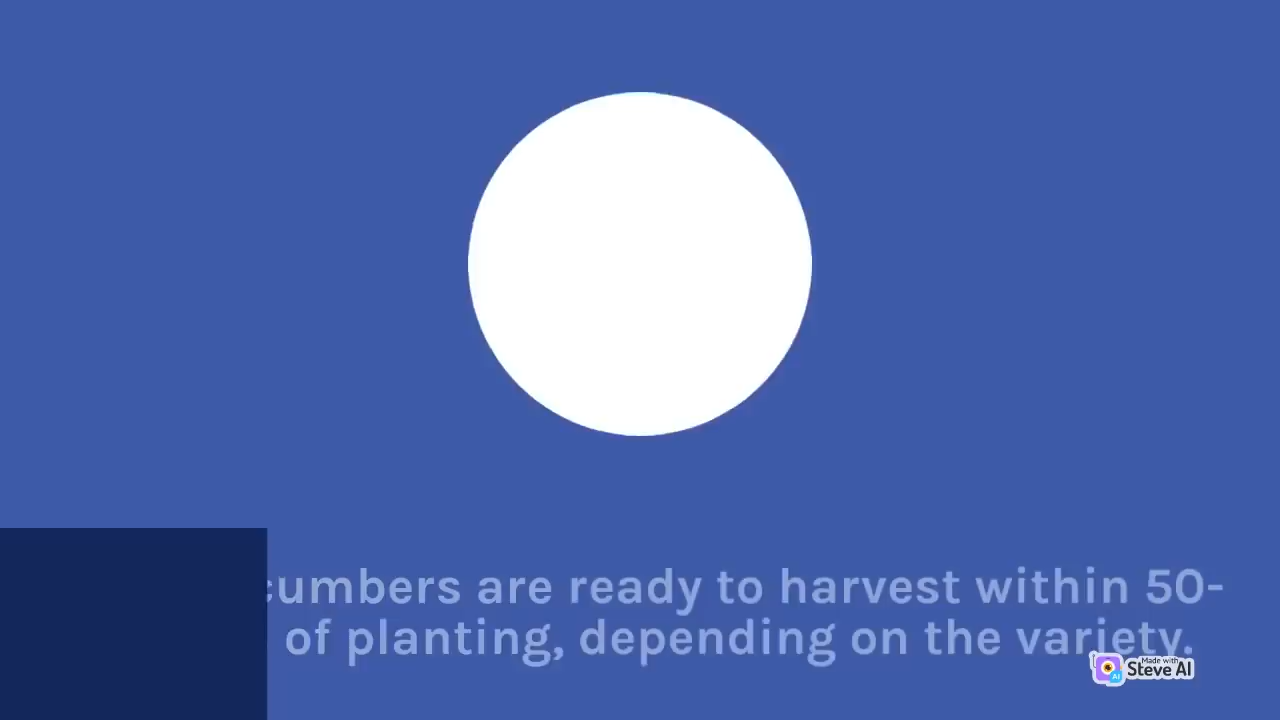 cumbers are ready to harvest within 50-
of planting, depending on the variety.
Made with
Steve AI